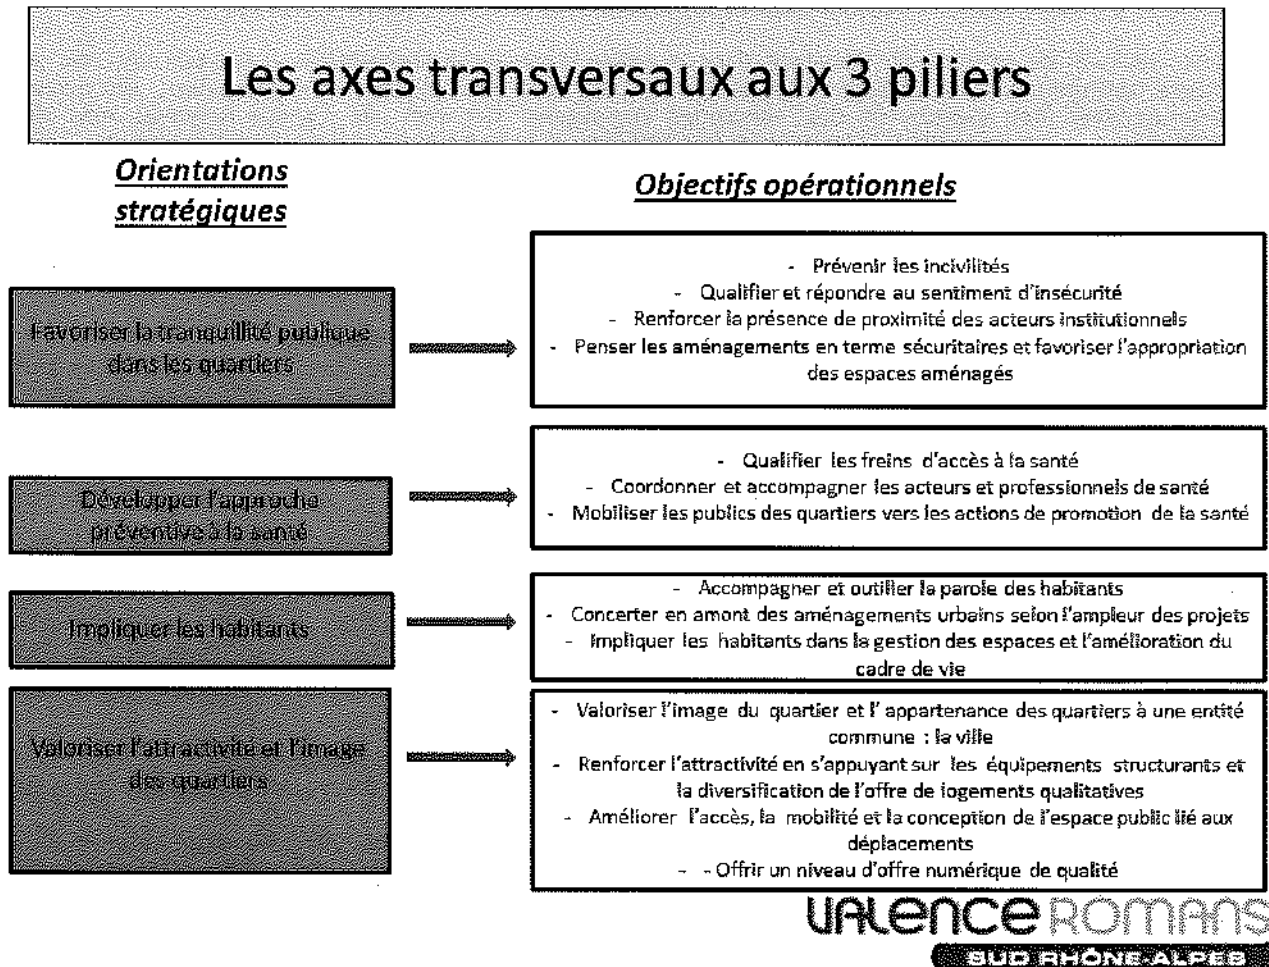 Les axes transversaux aux 3 piliers
Orientations
stratégiques
Objectifs opérationnels
Favoriser la tranquillité publique
dans les quartiers
- Prévenir les incivilités
- Qualifier et répondre au sentiment d'insécurité
- Renforcer la présence de proximité des acteurs institutionnels
- Penser les aménagements en terme sécuritaires et favoriser l'appropriation
des espaces aménagés
Développer l'approche
préventive à la santé
- Qualifier les freins d'accès à la santé
- Coordonner et accompagner les acteurs et professionnels de santé
- Mobiliser les publics des quartiers vers les actions de promotion de la santé
Impliquer les habitants
- Accompagner et outiller la parole des habitants
- Concerter en amont des aménagements urbains selon l'ampleur des projets
- Impliquer les habitants dans la gestion des espaces et l'amélioration du
cadre de vie
Valoriser l'attractivité et l'image
des quartiers
- Valoriser l'image du quartier et l' appartenance des quartiers à une entité
commune : la ville
- Renforcer l'attractivité en s'appuyant sur les équipements structurants et
la diversification de l'offre de logements qualitatives
- Améliorer l'accès, la mobilité et la conception de l'espace public lié aux
déplacements
- - Offrir un niveau d'offre numérique de qualité
VALENCE ROMANS
SUD RHÔNE-ALPES